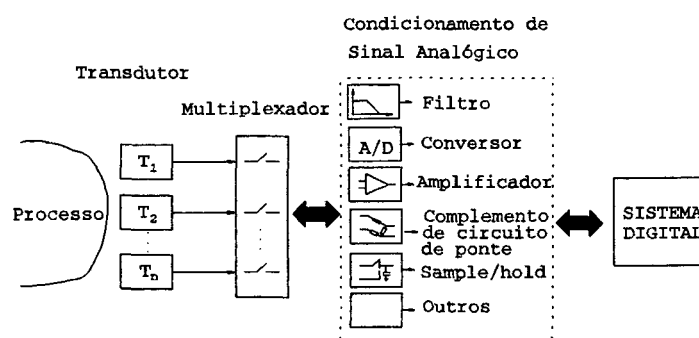 Condicionamento de
Sinal Analógico
Transdutor
Multiplexador
Filtro
T1
A/D
Conversor
Amplificador
Processo
T2
Complemento
de circuito
de ponte
SISTEMA
DIGITAL
Tn
Sample/hold
Outros